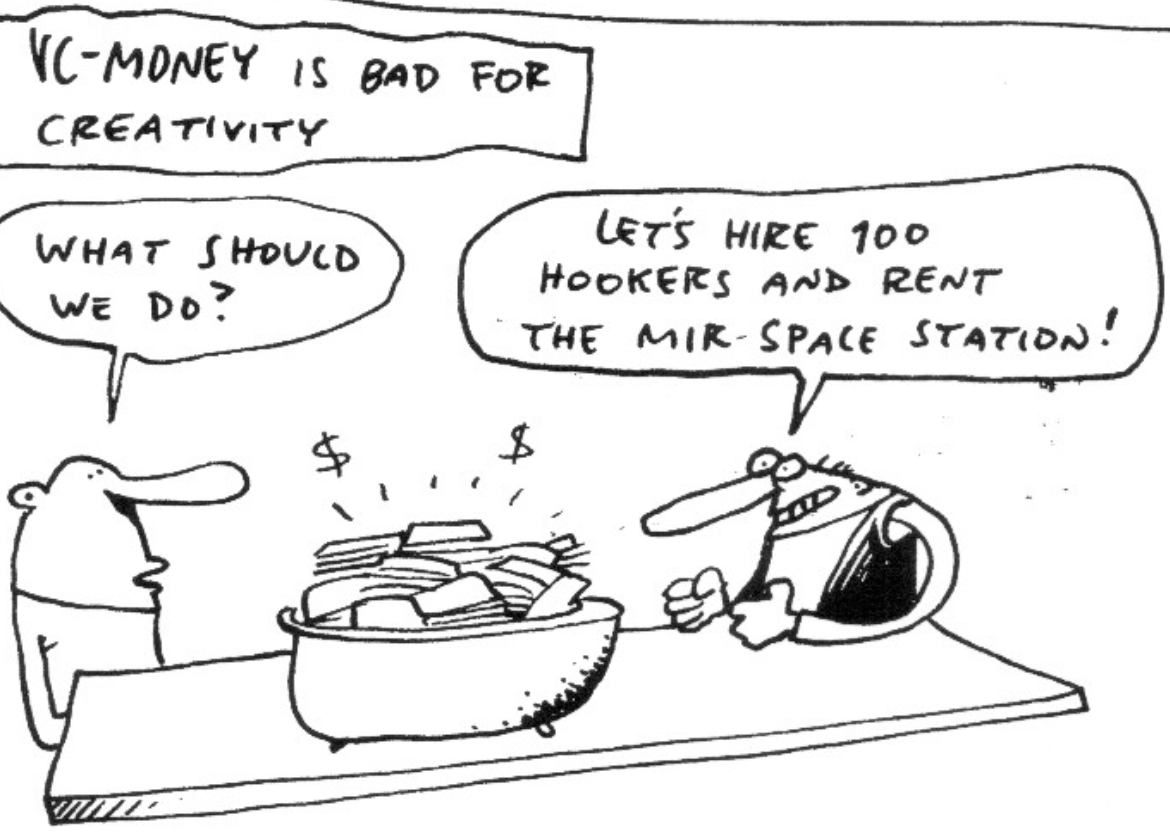 VC-MONEY IS BAD FOR
CREATIVITY
WHAT SHOULD
WE DO?
LET'S HIRE 100
HOOKERS AND RENT
THE MIR-SPACE STATION!
$ $